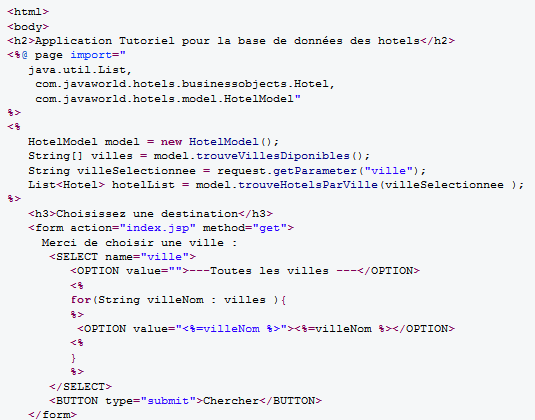 <html>
<body>
<h2>Application Tutoriel pour la base de données des hotels</h2>
<%@ page import="
java.util.List,
com.javaworld.hotels.businessobjects.Hotel,
com.javaworld.hotels.model.HotelModel"
%>
<%
HotelModel model = new HotelModel();
String[] villes = model.trouveVillesDiponibles();
String villeSelectionnee = request.getParameter("ville");
List<Hotel> hotelList = model.trouveHotelsParVille(villeSelectionnee );
%>
<h3>Choisissez une destination</h3>
<form action="index.jsp" method="get">
Merci de choisir une ville :
<SELECT name="ville">
<OPTION value="">---Toutes les villes ---</OPTION>
<%
for(String villeNom : villes ){
%>
<OPTION value="<%=villeNom %>"><%=villeNom %></OPTION>
<%
}
%>
</SELECT>
<BUTTON type="submit">Chercher</BUTTON>
</form>